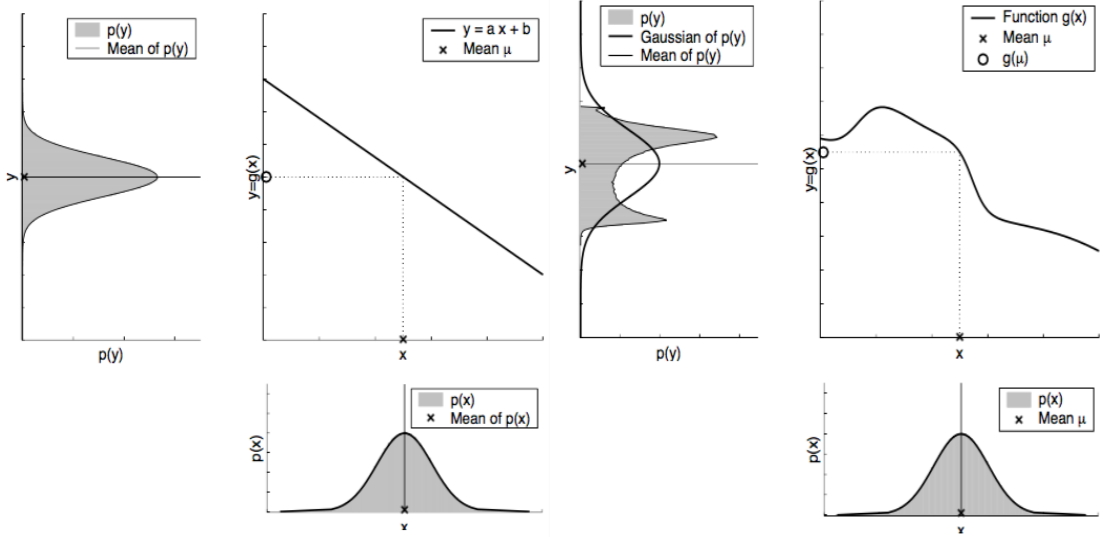 p(y)
Mean of p(y)
y
p(y)
y = a x + b
Mean μ
y=g(x)
x
p(x)
Mean of p(x)
p(x)
x
p(y)
Gaussian of p(y)
Mean of p(y)
y
p(y)
Function g(x)
Mean μ
g(μ)
y=g(x)
x
p(x)
Mean μ
p(x)
x